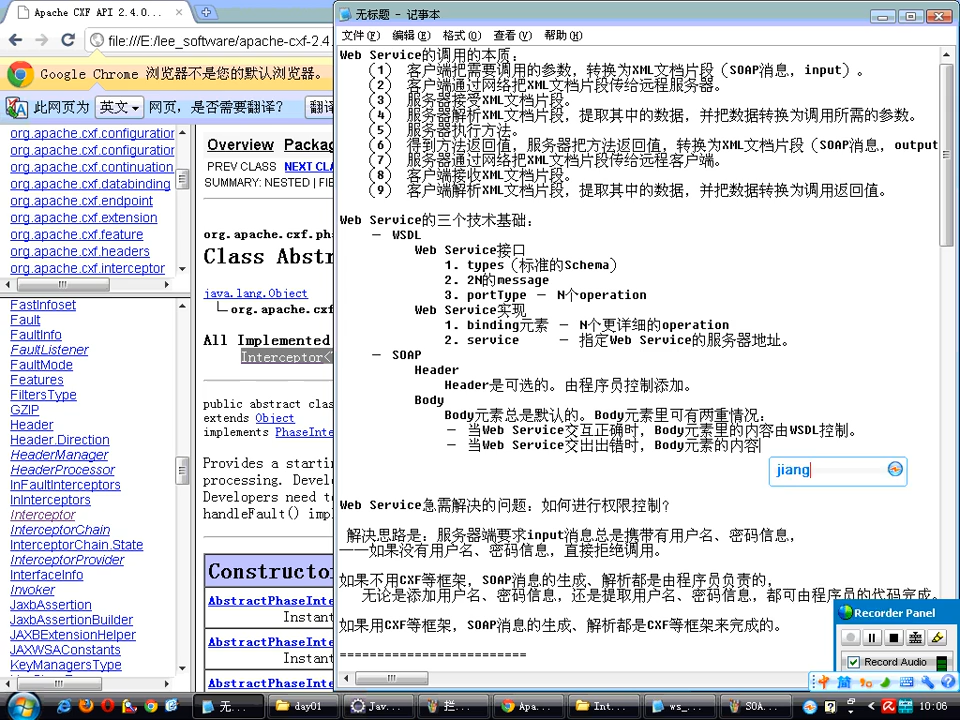 Apache CXF API 2.4.0...
file:///E:/lee_software/apache-cxf-2.4
Google Chrome 浏览器不是您的默认浏览器。
此网页为 英文 网页，是否需要翻译？ 翻译
org.apache.cxf.configuration
org.apache.cxf.configuration
org.apache.cxf.continuation
org.apache.cxf.databinding
org.apache.cxf.endpoint
org.apache.cxf.extension
org.apache.cxf.feature
org.apache.cxf.headers
org.apache.cxf.interceptor
FastInfoset
Fault
FaultInfo
FaultListener
FaultMode
Features
FiltersType
GZIP
Header
Header.Direction
HeaderManager
HeaderProcessor
InFaultInterceptors
InInterceptors
Interceptor
InterceptorChain
InterceptorChain.State
InterceptorProvider
InterfaceInfo
Invoker
JaxbAssertion
JaxbAssertionBuilder
JAXBExtensionHelper
JAXWSAConstants
KeyManagersType
Overview Packag
PREV CLASS NEXT CLA
SUMMARY: NESTED | FIE
org.apache.cxf.pha
Class Abstr
java.lang.Object
org.apache.cxf
All Implemented
Interceptor<
public abstract clas
extends Object
implements PhaseInte
Provides a startin
processing. Devel
Developers need t
handleFault() impl
Constructo
AbstractPhaseInte
Instant
AbstractPhaseInte
Instant
AbstractPhaseInte
无标题 - 记事本
文件(F) 编辑(E) 格式(O) 查看(V) 帮助(H)
Web Service的调用的本质：
（1） 客户端把需要调用的参数，转换为XML文档片段（SOAP消息，input）。
（2） 客户端通过网络把XML文档片段传给远程服务器。
（3） 服务器接受XML文档片段。
（4） 服务器解析XML文档片段，提取其中的数据，并把数据转换为调用所需的参数。
（5） 服务器执行方法。
（6） 得到方法返回值，服务器把方法返回值，转换为XML文档片段（SOAP消息，output
（7） 服务器通过网络把XML文档片段传给远程客户端。
（8） 客户端接收XML文档片段。
（9） 客户端解析XML文档片段，提取其中的数据，并把数据转换为调用返回值。
Web Service的三个技术基础：
－ WSDL
Web Service接口
1. types（标准的Schema）
2. 2N的message
3. portType － N个operation
Web Service实现
1. binding元素 － N个更详细的operation
2. service － 指定Web Service的服务器地址。
－ SOAP
Header
Header是可选的。由程序员控制添加。
Body
Body元素总是默认的。Body元素里可有两重情况：
－ 当Web Service交互正确时，Body元素里的内容由WSDL控制。
－ 当Web Service交出出错时，Body元素的内容
jiang
Web Service急需解决的问题：如何进行权限控制？
解决思路是：服务器端要求input消息总是携带有用户名、密码信息，
——如果没有用户名、密码信息，直接拒绝调用。
如果不用CXF等框架，SOAP消息的生成、解析都是由程序员负责的，
无论是添加用户名、密码信息，还是提取用户名、密码信息，都可由程序员的代码完成。
如果用CXF等框架，SOAP消息的生成、解析都是CXF等框架来完成的。
=========================
Recorder Panel
Record Audio
简
无... day01 Jav... 拦... Apa... Int... ws_... SOA... 10:06